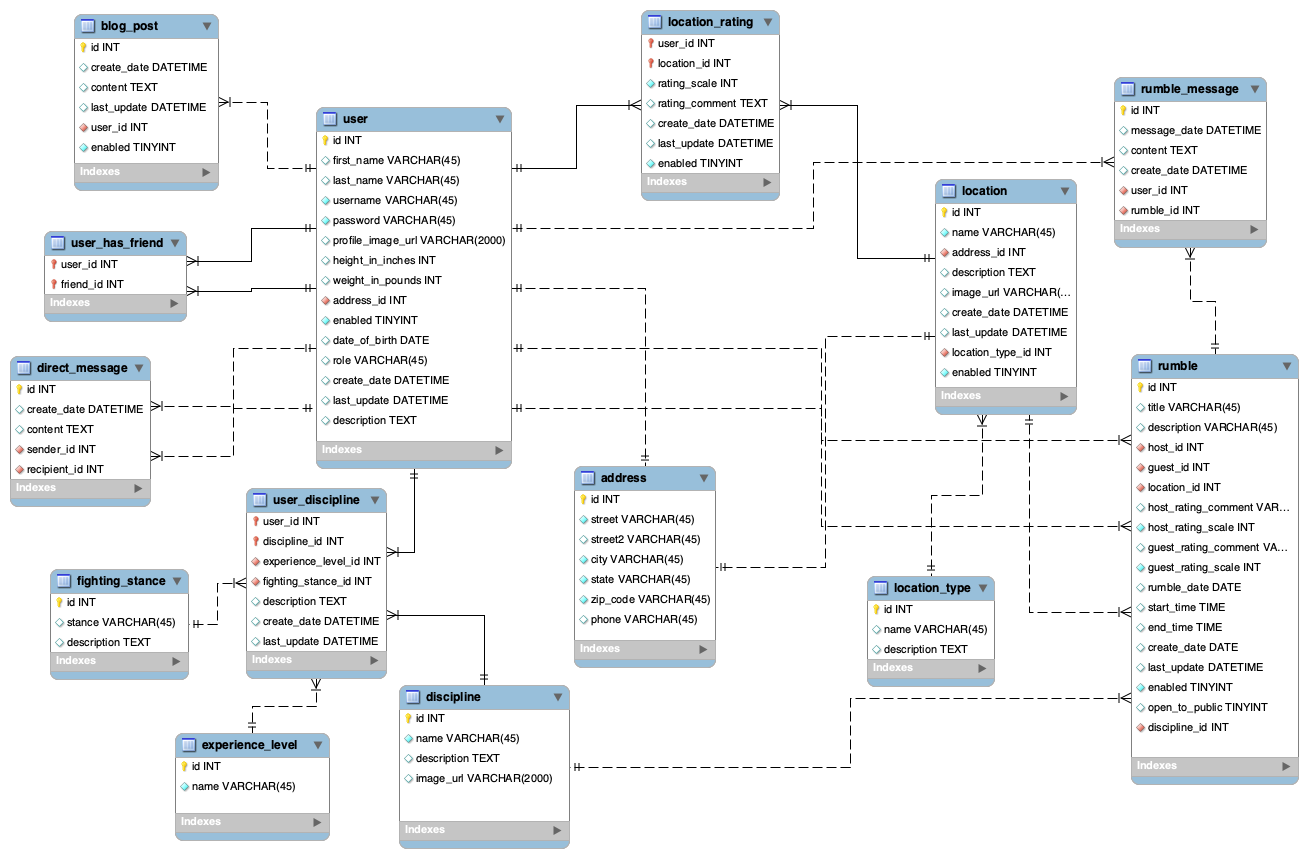 blog_post
id INT
create_date DATETIME
content TEXT
last_update DATETIME
user_id INT
enabled TINYINT
Indexes
user_has_friend
user_id INT
friend_id INT
Indexes
direct_message
id INT
create_date DATETIME
content TEXT
sender_id INT
recipient_id INT
Indexes
user
id INT
first_name VARCHAR(45)
last_name VARCHAR(45)
username VARCHAR(45)
password VARCHAR(45)
profile_image_url VARCHAR(2000)
height_in_inches INT
weight_in_pounds INT
address_id INT
enabled TINYINT
date_of_birth DATE
role VARCHAR(45)
create_date DATETIME
last_update DATETIME
description TEXT
Indexes
user_discipline
user_id INT
discipline_id INT
experience_level_id INT
fighting_stance_id INT
description TEXT
create_date DATETIME
last_update DATETIME
Indexes
fighting_stance
id INT
stance VARCHAR(45)
description TEXT
Indexes
experience_level
id INT
name VARCHAR(45)
Indexes
discipline
id INT
name VARCHAR(45)
description TEXT
image_url VARCHAR(2000)
Indexes
location_rating
user_id INT
location_id INT
rating_scale INT
rating_comment TEXT
create_date DATETIME
last_update DATETIME
enabled TINYINT
Indexes
address
id INT
street VARCHAR(45)
street2 VARCHAR(45)
city VARCHAR(45)
state VARCHAR(45)
zip_code VARCHAR(45)
phone VARCHAR(45)
Indexes
location
id INT
name VARCHAR(45)
address_id INT
description TEXT
image_url VARCHAR(...
create_date DATETIME
last_update DATETIME
location_type_id INT
enabled TINYINT
Indexes
location_type
id INT
name VARCHAR(45)
description TEXT
Indexes
rumble_message
id INT
message_date DATETIME
content TEXT
create_date DATETIME
user_id INT
rumble_id INT
Indexes
rumble
id INT
title VARCHAR(45)
description VARCHAR(45)
host_id INT
guest_id INT
location_id INT
host_rating_comment VAR...
host_rating_scale INT
guest_rating_comment VA...
guest_rating_scale INT
rumble_date DATE
start_time TIME
end_time TIME
create_date DATE
last_update DATETIME
enabled TINYINT
open_to_public TINYINT
discipline_id INT
Indexes